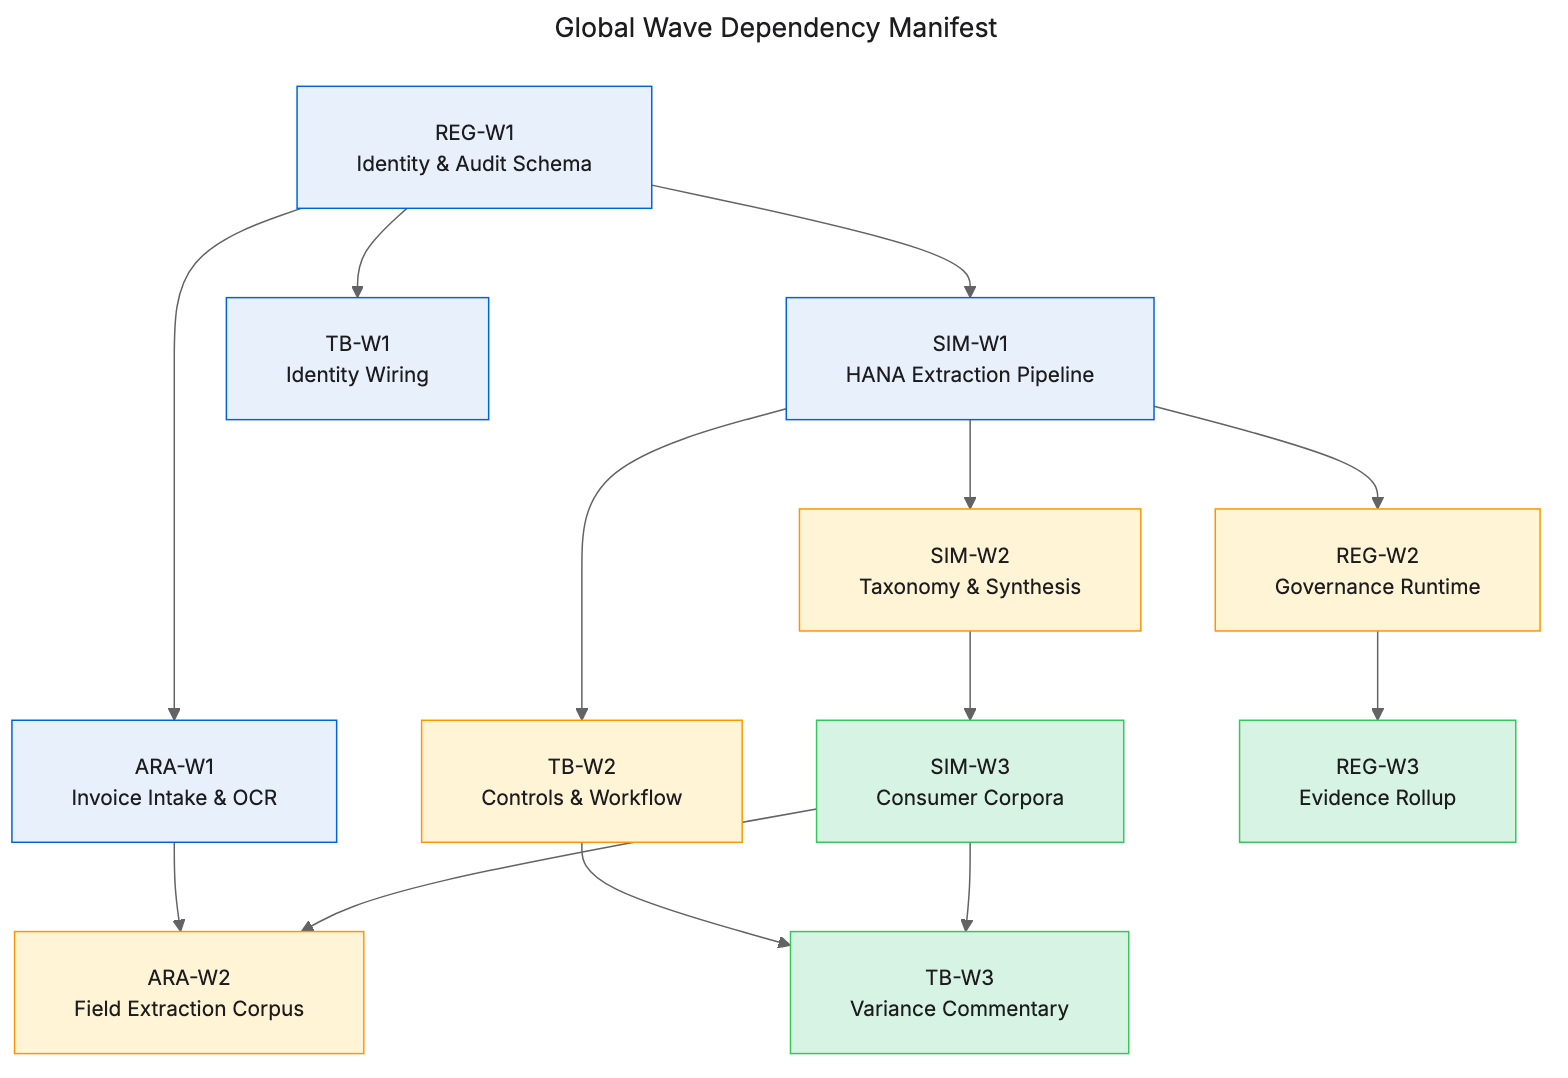 Global Wave Dependency Manifest
REG-W1
Identity & Audit Schema
TB-W1
Identity Wiring
SIM-W1
HANA Extraction Pipeline
SIM-W2
Taxonomy & Synthesis
REG-W2
Governance Runtime
ARA-W1
Invoice Intake & OCR
TB-W2
Controls & Workflow
SIM-W3
Consumer Corpora
REG-W3
Evidence Rollup
ARA-W2
Field Extraction Corpus
TB-W3
Variance Commentary